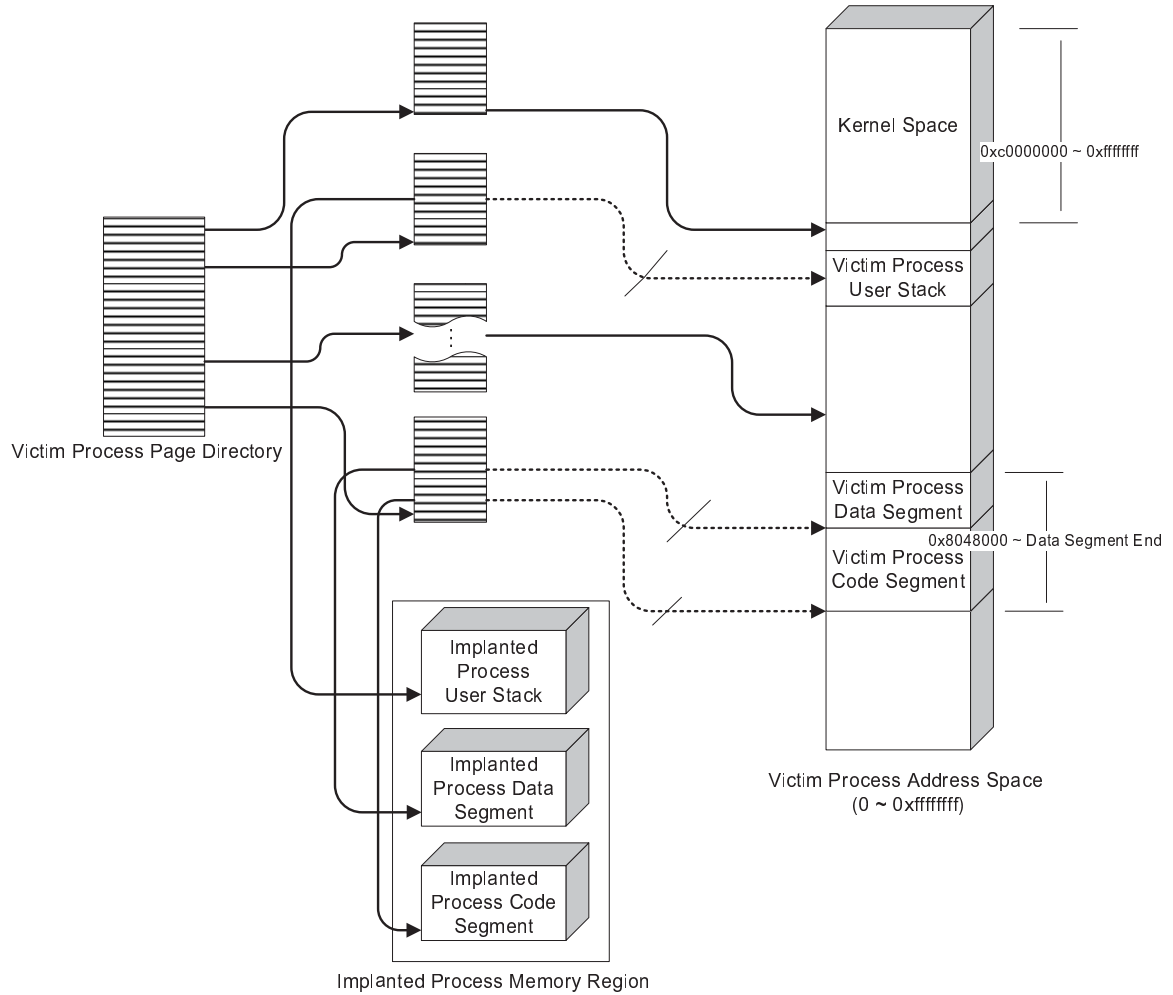 Kernel Space
0xc0000000 ~ 0xffffffff
Victim Process
User Stack
Victim Process Page Directory
Victim Process
Data Segment
0x8048000 ~ Data Segment End
Victim Process
Code Segment
Implanted
Process
User Stack
Implanted
Process Data
Segment
Implanted
Process Code
Segment
Implanted Process Memory Region
Victim Process Address Space
(0 ~ 0xffffffff)